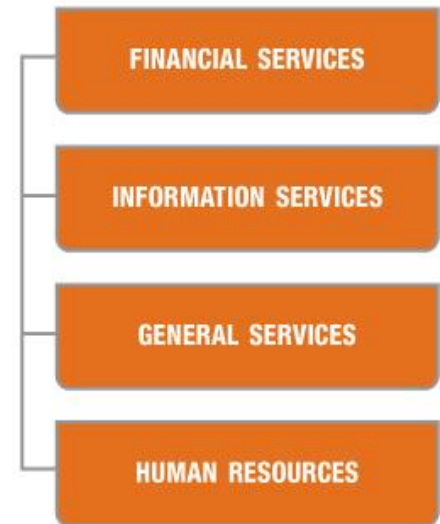 FINANCIAL SERVICES
INFORMATION SERVICES
GENERAL SERVICES
HUMAN RESOURCES